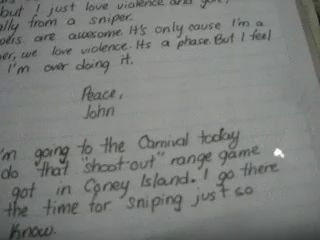 but I just love violence and gore,
ally from a sniper.
are awesome. It's only cause I'm a
er, we love violence. Its a phase. But I feel
I'm over doing it.
Peace,
John
I'm going to the Carnival today
do that "shoot out" range game
got in Coney Island. I go there
the time for sniping just so
Know.